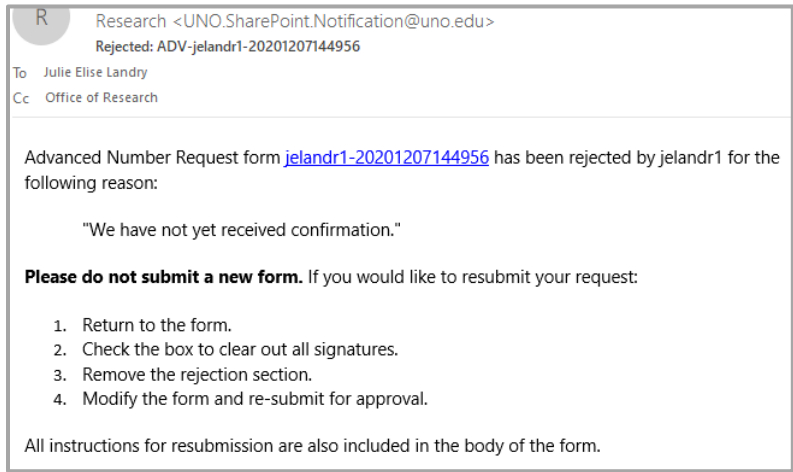 R
Research <UNO.SharePoint.Notification@uno.edu>
Rejected: ADV-jelandr1-20201207144956
To Julie Elise Landry
Cc Office of Research
Advanced Number Request form jelandr1-20201207144956 has been rejected by jelandr1 for the
following reason:
"We have not yet received confirmation."
Please do not submit a new form. If you would like to resubmit your request:
1. Return to the form.
2. Check the box to clear out all signatures.
3. Remove the rejection section.
4. Modify the form and re-submit for approval.
All instructions for resubmission are also included in the body of the form.